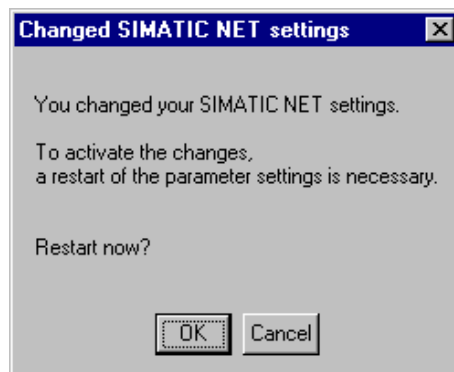 Changed SIMATIC NET settings
You changed your SIMATIC NET settings.
To activate the changes,
a restart of the parameter settings is necessary.
Restart now?
OK Cancel